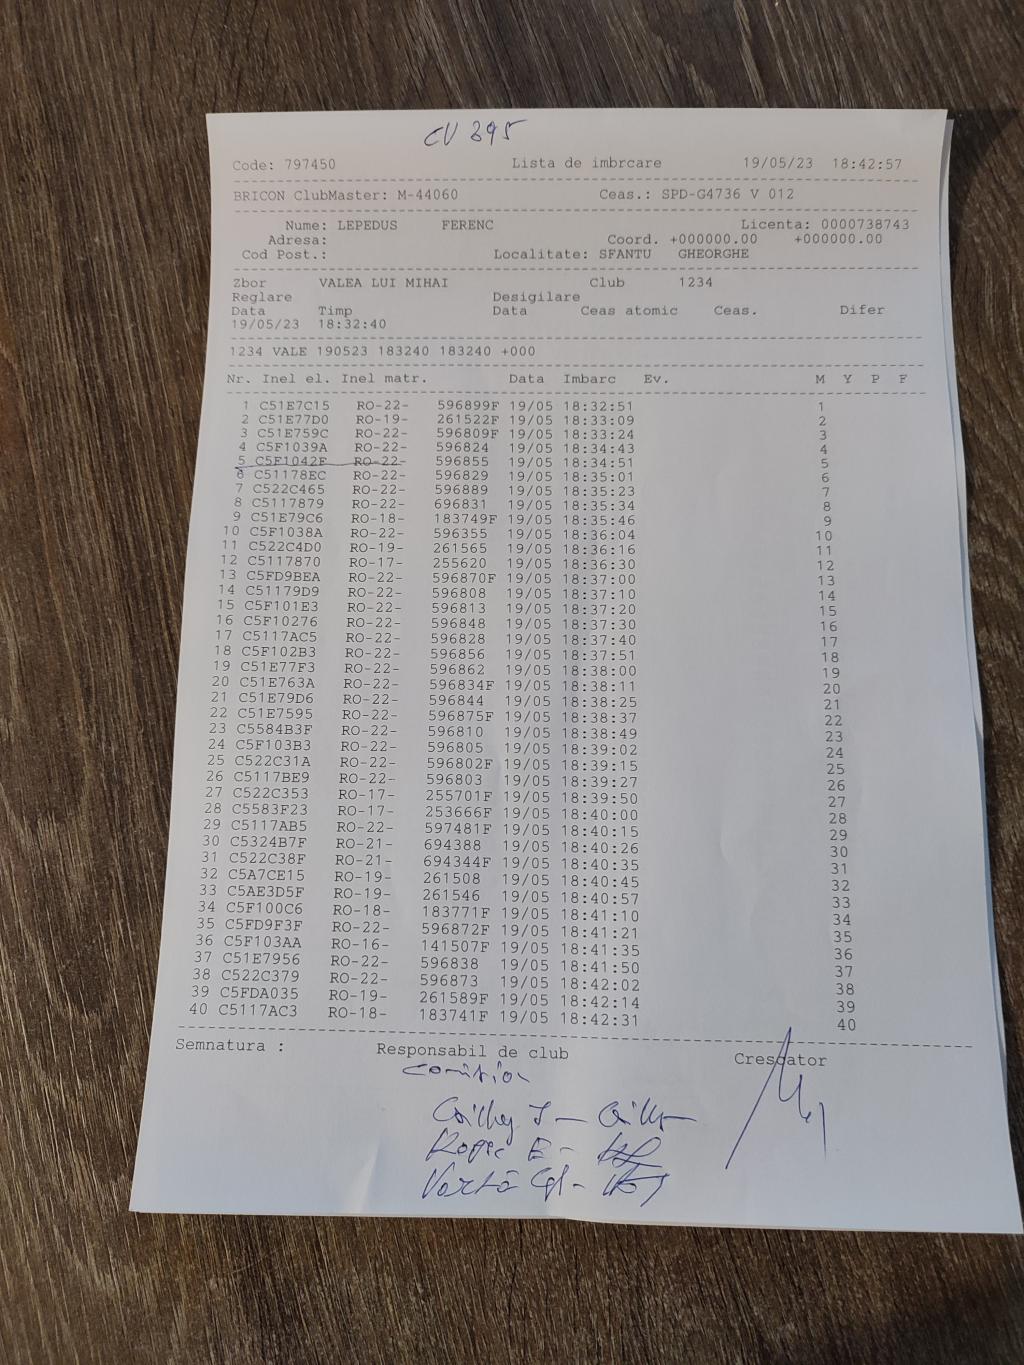 CV 395
Code: 797450 Lista de imbrcare 19/05/23 18:42:57
BRICON ClubMaster: M-44060 Ceas.: SPD-G4736 V 012
Nume: LEPEDUS FERENC Licenta: 0000738743
Adresa: Coord. +000000.00 +000000.00
Cod Post.: Localitate: SFANTU GHEORGHE
Zbor VALEA LUI MIHAI Club 1234
Reglare Desigilare
Data Timp Data Ceas atomic Ceas. Difer
19/05/23 18:32:40
1234 VALE 190523 183240 183240 +000
Nr. Inel el. Inel matr. Data Imbarc Ev. M Y P F
1 C51E7C15 RO-22- 596899F 19/05 18:32:51 1
2 C51E77D0 RO-19- 261522F 19/05 18:33:09 2
3 C51E759C RO-22- 596809F 19/05 18:33:24 3
4 C5F1039A RO-22- 596824 19/05 18:34:43 4
5 C5F1042F RO-22- 596855 19/05 18:34:51 5
6 C51178EC RO-22- 596829 19/05 18:35:01 6
7 C522C465 RO-22- 596889 19/05 18:35:23 7
8 C5117879 RO-22- 696831 19/05 18:35:34 8
9 C51E79C6 RO-18- 183749F 19/05 18:35:46 9
10 C5F1038A RO-22- 596355 19/05 18:36:04 10
11 C522C4D0 RO-19- 261565 19/05 18:36:16 11
12 C5117870 RO-17- 255620 19/05 18:36:30 12
13 C5FD9BEA RO-22- 596870F 19/05 18:37:00 13
14 C51179D9 RO-22- 596808 19/05 18:37:10 14
15 C5F101E3 RO-22- 596813 19/05 18:37:20 15
16 C5F10276 RO-22- 596848 19/05 18:37:30 16
17 C5117AC5 RO-22- 596828 19/05 18:37:40 17
18 C5F102B3 RO-22- 596856 19/05 18:37:51 18
19 C51E77F3 RO-22- 596862 19/05 18:38:00 19
20 C51E763A RO-22- 596834F 19/05 18:38:11 20
21 C51E79D6 RO-22- 596844 19/05 18:38:25 21
22 C51E7595 RO-22- 596875F 19/05 18:38:37 22
23 C5584B3F RO-22- 596810 19/05 18:38:49 23
24 C5F103B3 RO-22- 596805 19/05 18:39:02 24
25 C522C31A RO-22- 596802F 19/05 18:39:15 25
26 C5117BE9 RO-22- 596803 19/05 18:39:27 26
27 C522C353 RO-17- 255701F 19/05 18:39:50 27
28 C5583F23 RO-17- 253666F 19/05 18:40:00 28
29 C5117AB5 RO-22- 597481F 19/05 18:40:15 29
30 C5324B7F RO-21- 694388 19/05 18:40:26 30
31 C522C38F RO-21- 694344F 19/05 18:40:35 31
32 C5A7CE15 RO-19- 261508 19/05 18:40:45 32
33 C5AE3D5F RO-19- 261546 19/05 18:40:57 33
34 C5F100C6 RO-18- 183771F 19/05 18:41:10 34
35 C5FD9F3F RO-22- 596872F 19/05 18:41:21 35
36 C5F103AA RO-16- 141507F 19/05 18:41:35 36
37 C51E7956 RO-22- 596838 19/05 18:41:50 37
38 C522C379 RO-22- 596873 19/05 18:42:02 38
39 C5FDA035 RO-19- 261589F 19/05 18:42:14 39
40 C5117AC3 RO-18- 183741F 19/05 18:42:31 40
Semnatura : Responsabil de club Crescator